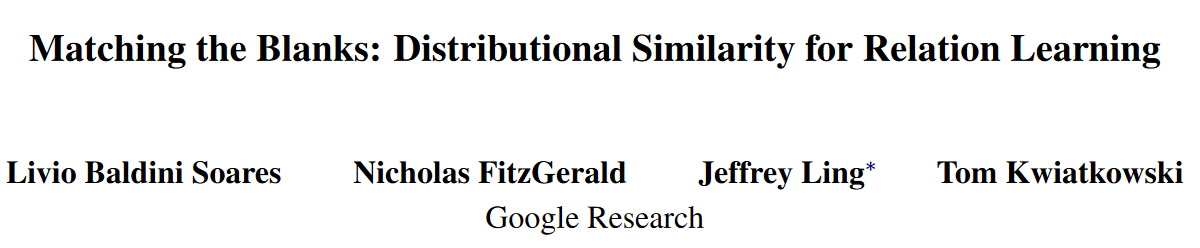 Matching the Blanks: Distributional Similarity for Relation Learning
Livio Baldini Soares Nicholas FitzGerald Jeffrey Ling* Tom Kwiatkowski
Google Research